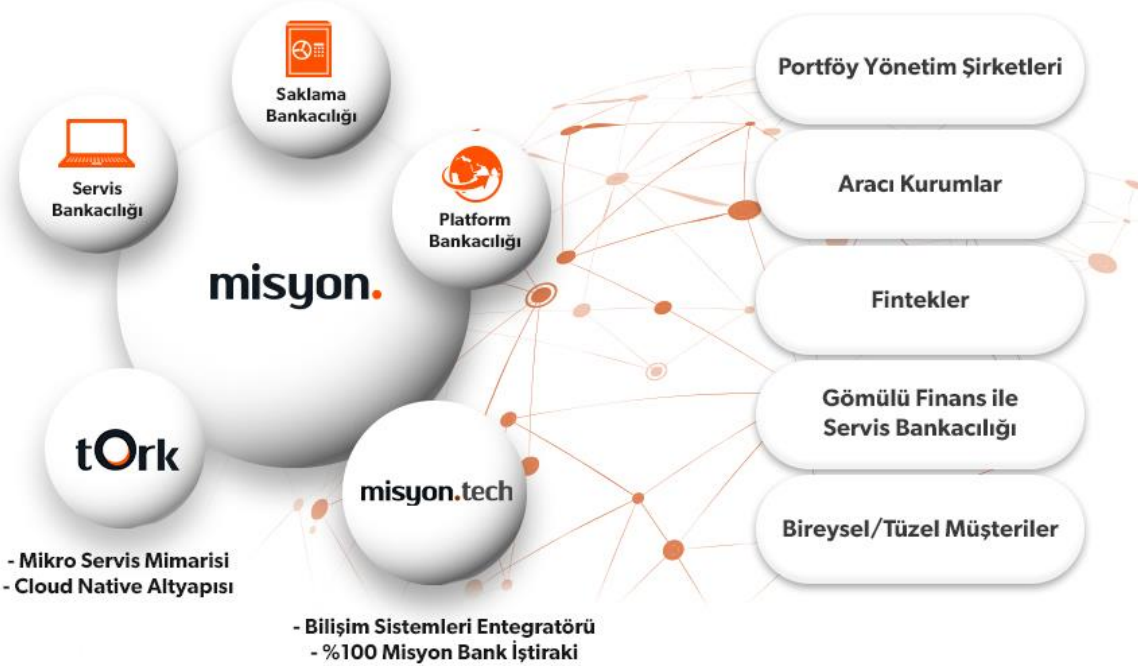 Saklama
Bankacılığı
Servis
Bankacılığı
Platform
Bankacılığı
misyon.
tOrk
misyon.tech
- Mikro Servis Mimarisi
- Cloud Native Altyapısı
- Bilişim Sistemleri Entegratörü
- %100 Misyon Bank İştiraki
Portföy Yönetim Şirketleri
Aracı Kurumlar
Fintekler
Gömülü Finans ile
Servis Bankacılığı
Bireysel/Tüzel Müşteriler